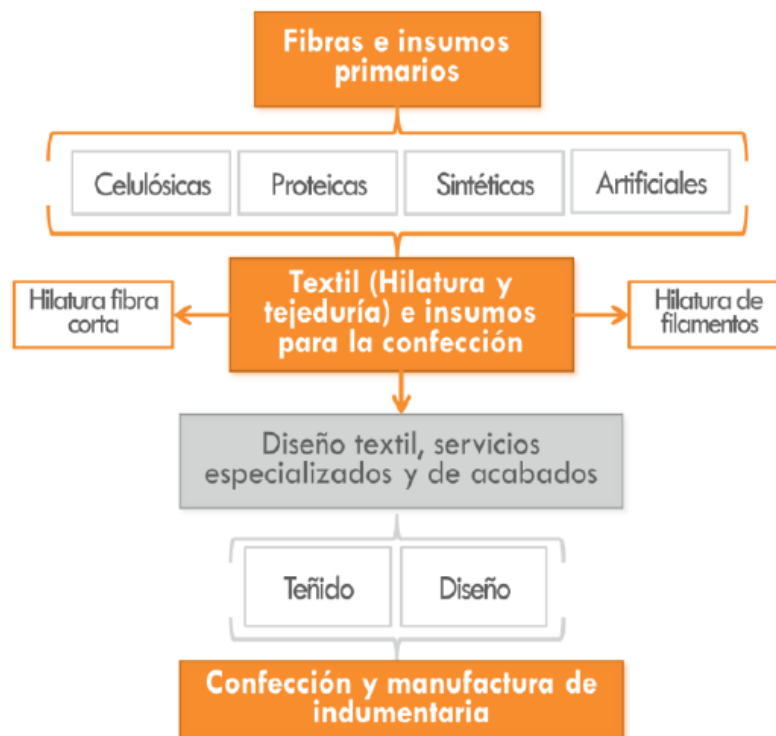 Fibras e insumos
primarios
Celulósicas
Proteicas
Sintéticas
Artificiales
Hilatura fibra
corta
Textil (Hilatura y
tejeduría) e insumos
para la confección
Hilatura de
filamentos
Diseño textil, servicios
especializados y de acabados
Teñido
Diseño
Confección y manufactura de
indumentaria